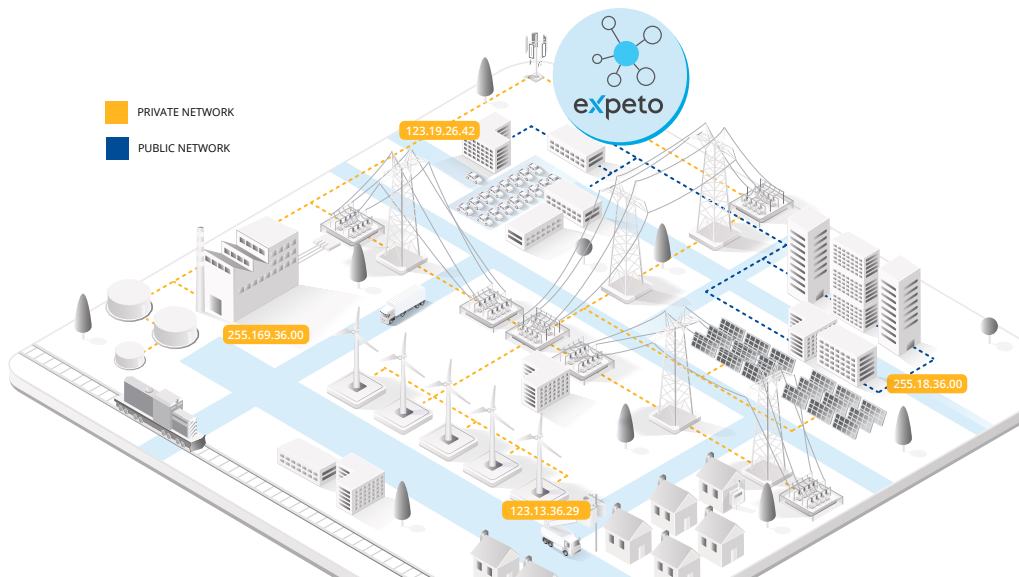 expeto
PRIVATE NETWORK
123.19.26.42
PUBLIC NETWORK
255.169.36.00
255.18.36.00
123.13.36.29